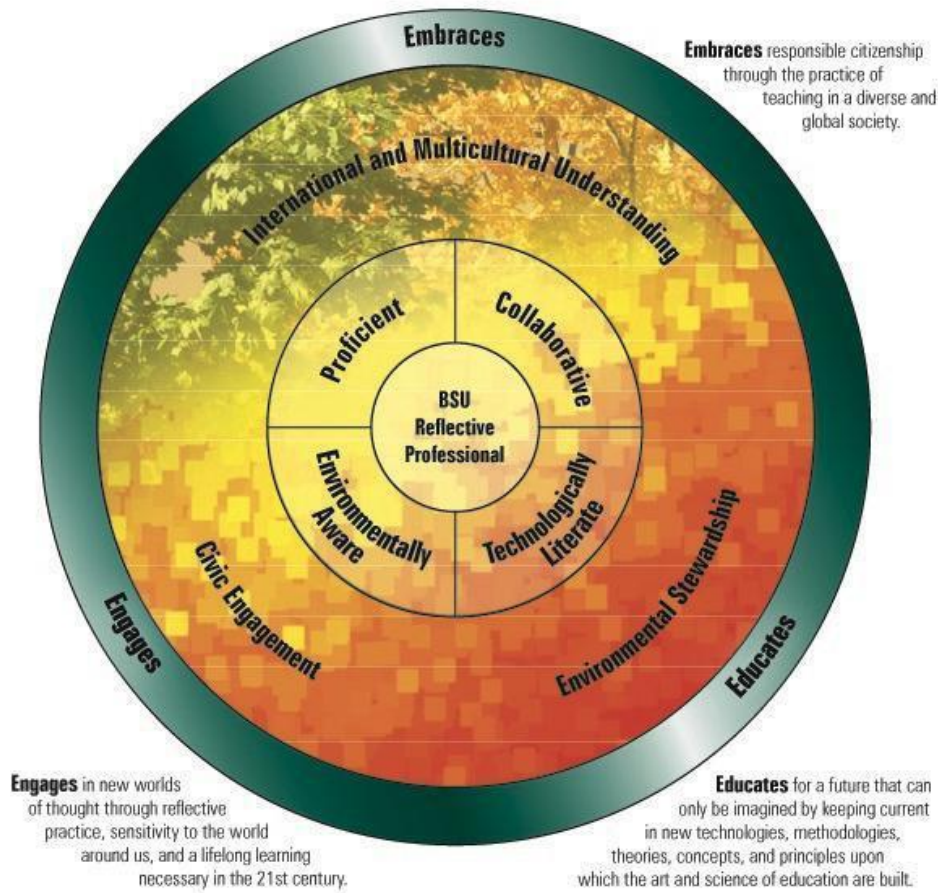 Embraces
Embraces responsible citizenship
through the practice of
teaching in a diverse and
global society.
International and Multicultural Understanding
Proficient
Collaborative
BSU
Reflective
Professional
Environmentally
Aware
Technologically
Literate
Civic Engagement
Environmental Stewardship
Engages
Educates
Engages in new worlds
of thought through reflective
practice, sensitivity to the world
around us, and a lifelong learning
necessary in the 21st century.
Educates for a future that can
only be imagined by keeping current
in new technologies, methodologies,
theories, concepts, and principles upon
which the art and science of education are built.